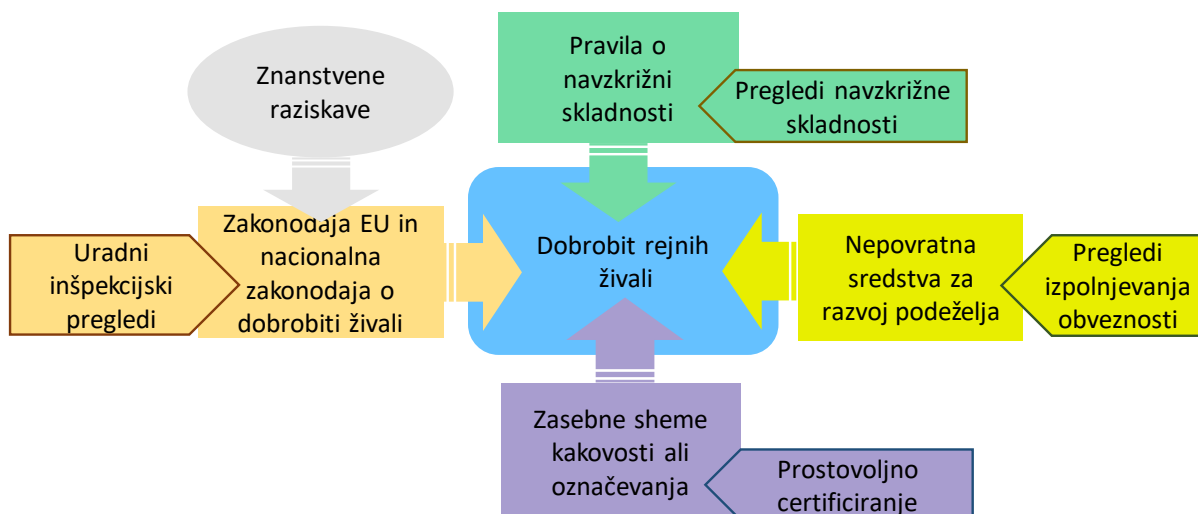 Znanstvene
raziskave
Pravila o
navzkrižni
skladnosti
Pregledi navzkrižne
skladnosti
Uradni
inšpekcijski
pregledi
Zakonodaja EU in
nacionalna
zakonodaja o
dobrobiti živali
Dobrobit rejnih
živali
Nepovratna
sredstva za
razvoj podeželja
Pregledi
izpolnjevanja
obveznosti
Zasebne sheme
kakovosti ali
označevanja
Prostovoljno
certificiranje